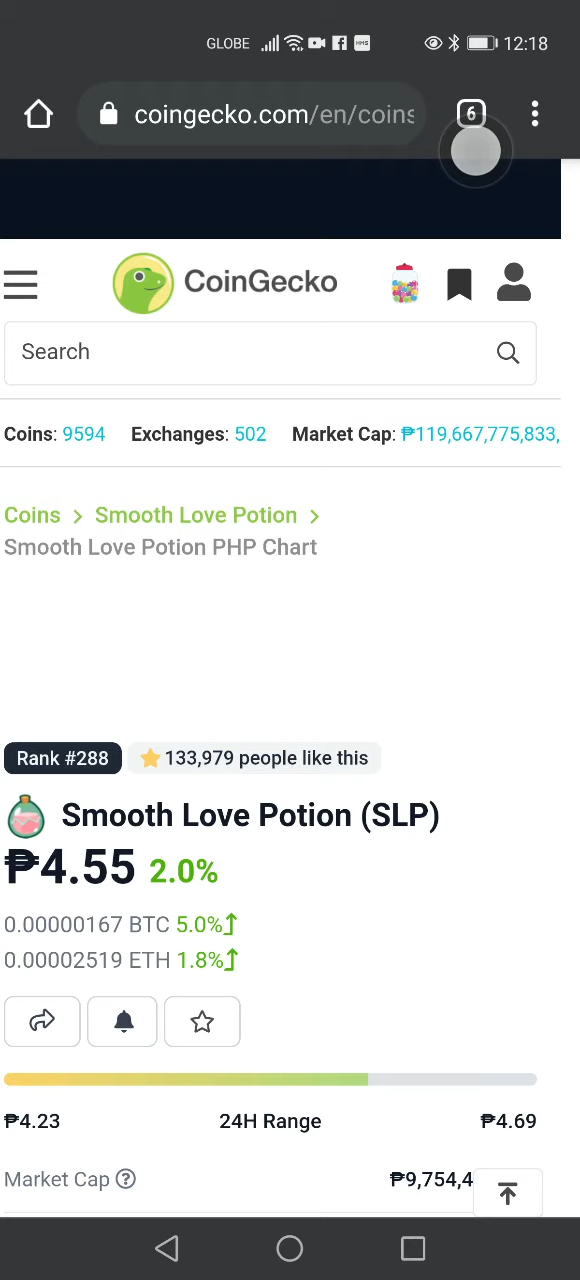 GLOBE HMS 12:18
coingecko.com/en/coins 6
CoinGecko
Search
Coins: 9594 Exchanges: 502 Market Cap: ₱119,667,775,833,
Coins > Smooth Love Potion >
Smooth Love Potion PHP Chart
Rank #288 133,979 people like this
Smooth Love Potion (SLP)
₱4.55 2.0%
0.00000167 BTC 5.0%
0.00002519 ETH 1.8%
₱4.23 24H Range ₱4.69
Market Cap ? ₱9,754,4